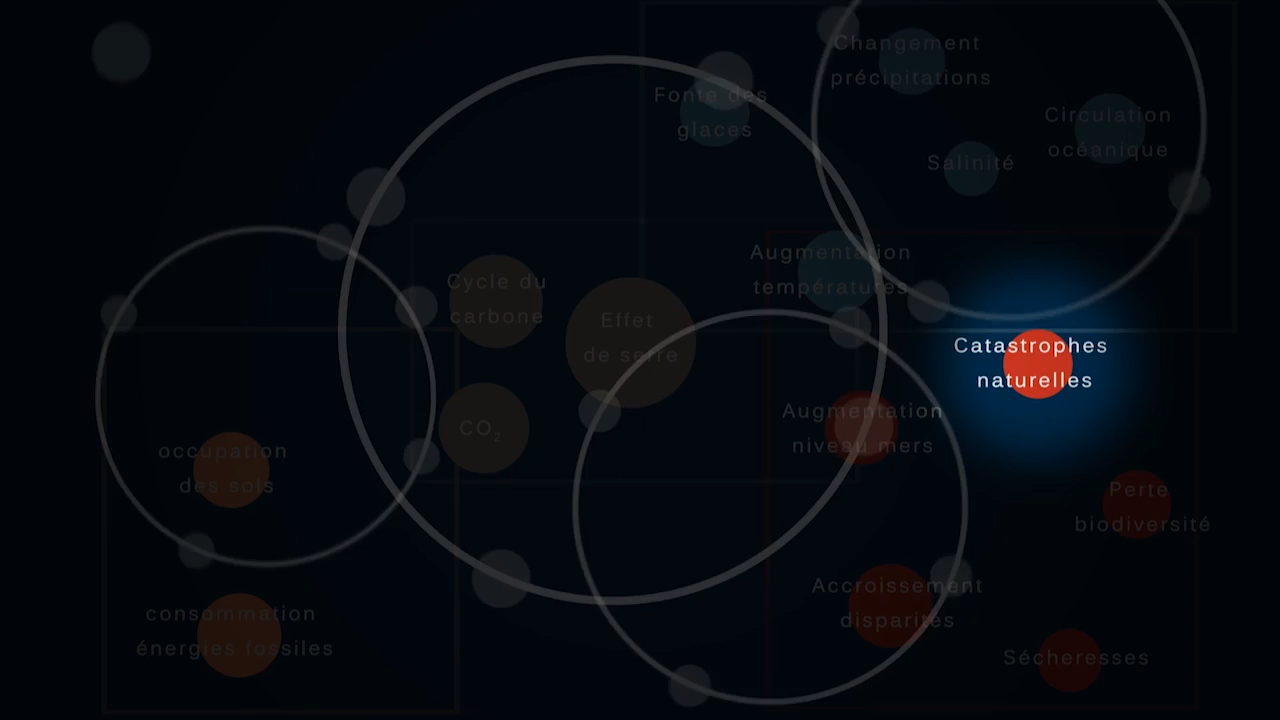 Changement
précipitations
Fonte des
glaces
Circulation
océanique
Salinité
Augmentation
températures
Cycle du
carbone
Effet
de serre
Catastrophes
naturelles
Augmentation
niveau mers
CO₂
occupation
des sols
Perte
biodiversité
Accroissement
disparités
consommation
énergies fossiles
Sécheresses